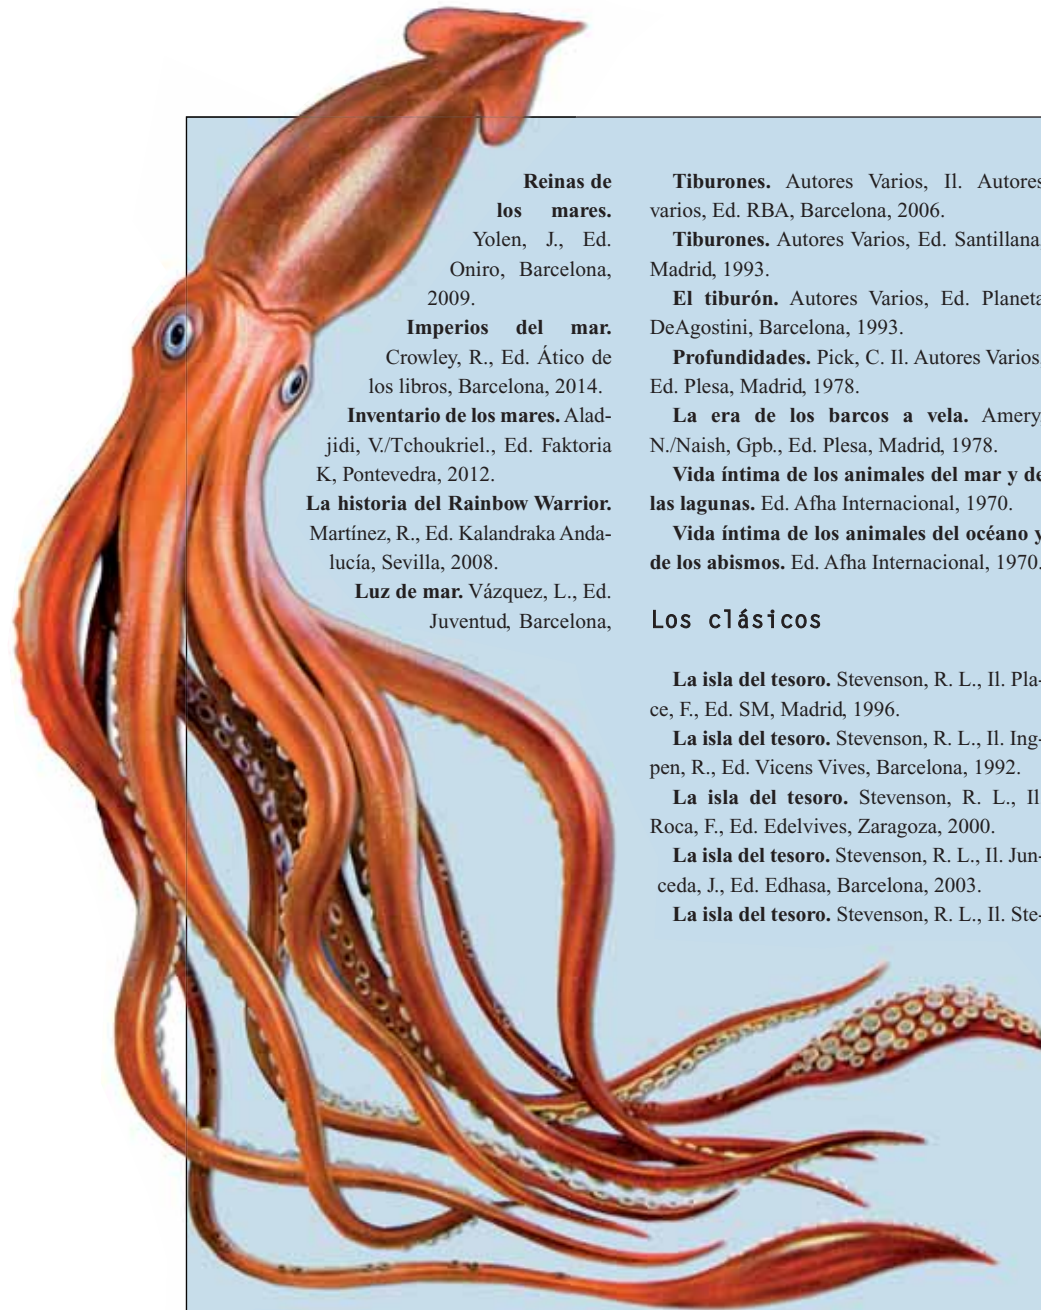 Reinas de
los mares.
Yolen, J., Ed.
Oniro, Barcelona,
2009.
Imperios del mar.
Crowley, R., Ed. Ático de
los libros, Barcelona, 2014.
Inventario de los mares. Alad-
jidi, V./Tchoukriel., Ed. Faktoria
K, Pontevedra, 2012.
La historia del Rainbow Warrior.
Martínez, R., Ed. Kalandraka Anda-
lucía, Sevilla, 2008.
Luz de mar. Vázquez, L., Ed.
Juventud, Barcelona,
Tiburones. Autores Varios, Il. Autores
varios, Ed. RBA, Barcelona, 2006.
Tiburones. Autores Varios, Ed. Santillana
Madrid, 1993.
El tiburón. Autores Varios, Ed. Planeta
DeAgostini, Barcelona, 1993.
Profundidades. Pick, C. Il. Autores Varios
Ed. Plesa, Madrid, 1978.
La era de los barcos a vela. Amery
N./Naish, Gpb., Ed. Plesa, Madrid, 1978.
Vida íntima de los animales del mar y de
las lagunas. Ed. Afha Internacional, 1970.
Vida íntima de los animales del océano y
de los abismos. Ed. Afha Internacional, 1970.
Los clásicos
La isla del tesoro. Stevenson, R. L., Il. Pla-
ce, F., Ed. SM, Madrid, 1996.
La isla del tesoro. Stevenson, R. L., Il. Ing-
pen, R., Ed. Vicens Vives, Barcelona, 1992.
La isla del tesoro. Stevenson, R. L., Il
Roca, F., Ed. Edelvives, Zaragoza, 2000.
La isla del tesoro. Stevenson, R. L., Il. Jun-
ceda, J., Ed. Edhasa, Barcelona, 2003.
La isla del tesoro. Stevenson, R. L., Il. Ste-